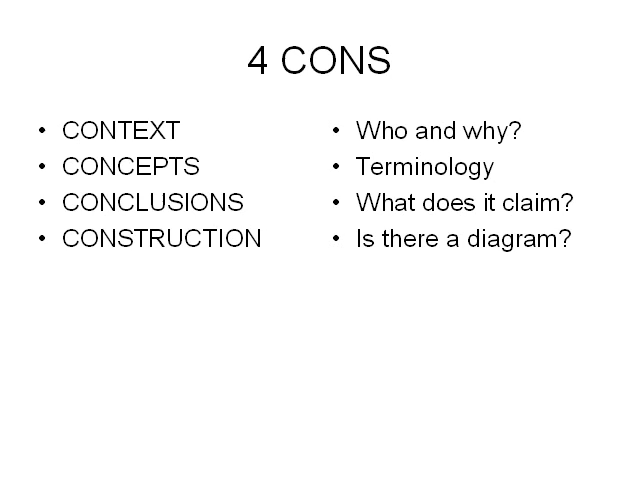 4 CONS
• CONTEXT
• CONCEPTS
• CONCLUSIONS
• CONSTRUCTION
• Who and why?
• Terminology
• What does it claim?
• Is there a diagram?